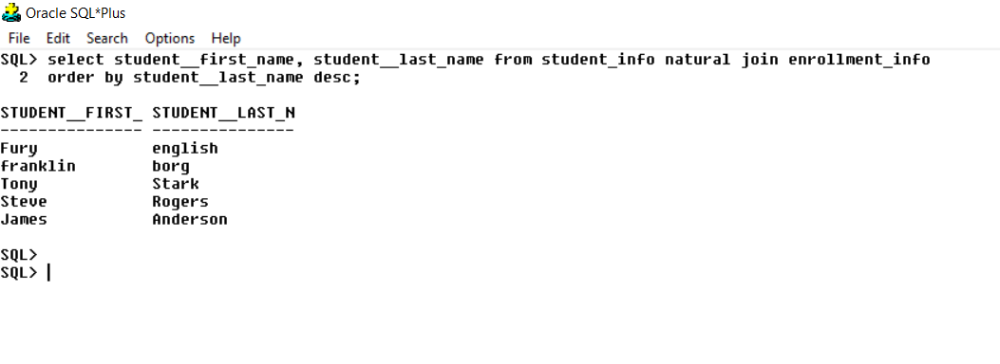 Oracle SQL*Plus
File Edit Search Options Help
SQL> select student__first_name, student__last_name from student_info natural join enrollment_info
  2  order by student__last_name desc;
STUDENT__FIRST_ STUDENT__LAST_N
--------------- ---------------
Fury            english
franklin        borg
Tony            Stark
Steve           Rogers
James           Anderson
SQL>
SQL>